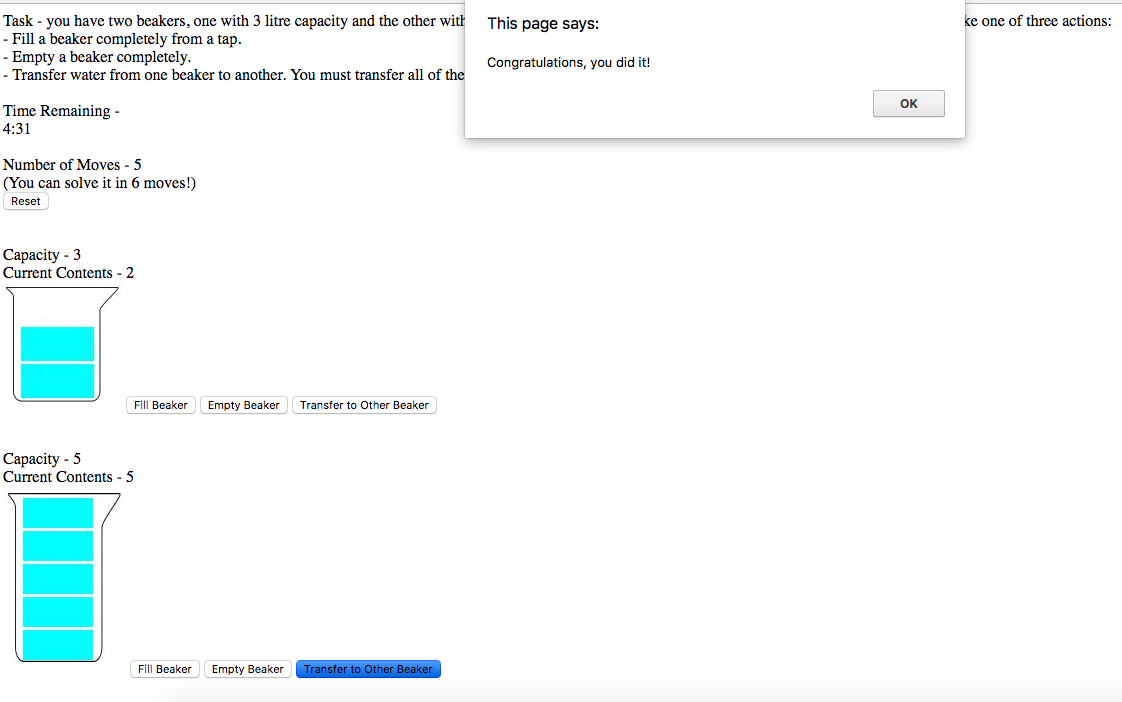 Task - you have two beakers, one with 3 litre capacity and the other with
ke one of three actions:
- Fill a beaker completely from a tap.
- Empty a beaker completely.
- Transfer water from one beaker to another. You must transfer all of the
This page says:
Congratulations, you did it!
OK
Time Remaining -
4:31
Number of Moves - 5
(You can solve it in 6 moves!)
Reset
Capacity - 3
Current Contents - 2
Fill Beaker Empty Beaker Transfer to Other Beaker
Capacity - 5
Current Contents - 5
Fill Beaker Empty Beaker Transfer to Other Beaker